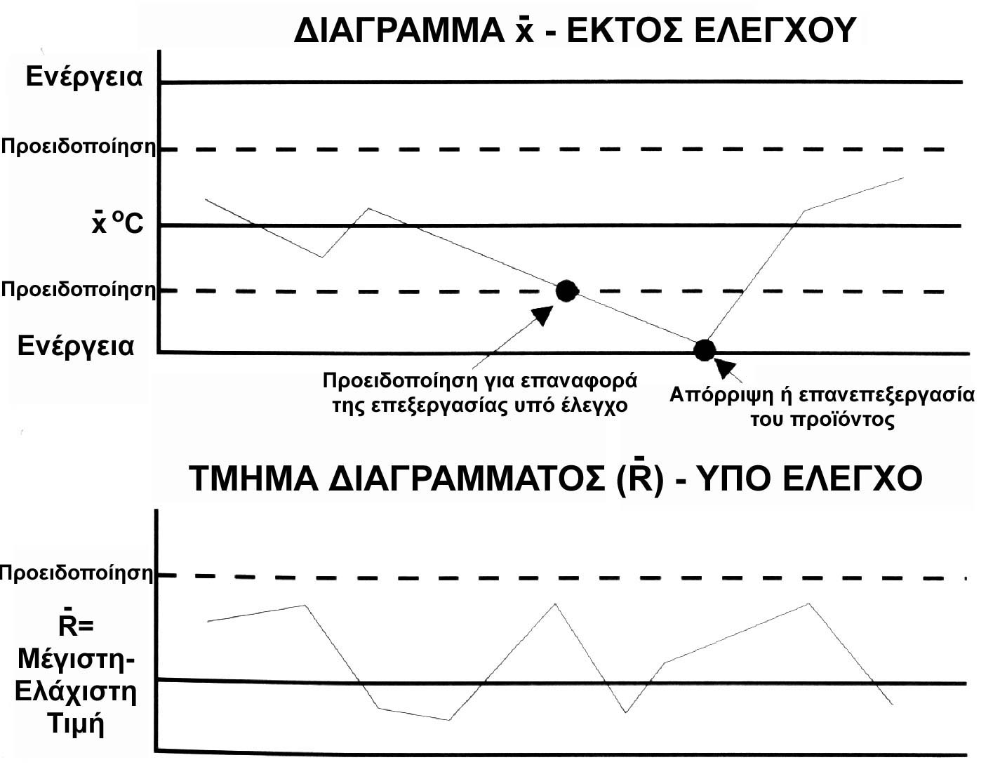 ΔΙΑΓΡΑΜΜΑ x̄ - ΕΚΤΟΣ ΕΛΕΓΧΟΥ
Ενέργεια
Προειδοποίηση
x̄ ºC
Προειδοποίηση
Ενέργεια
Προειδοποίηση για επαναφορά
της επεξεργασίας υπό έλεγχο
Απόρριψη ή επανεπεξεργασία
του προϊόντος
ΤΜΗΜΑ ΔΙΑΓΡΑΜΜΑΤΟΣ (R̄) - ΥΠΟ ΕΛΕΓΧΟ
Προειδοποίηση
R̄=
Μέγιστη-
Ελάχιστη
Τιμή